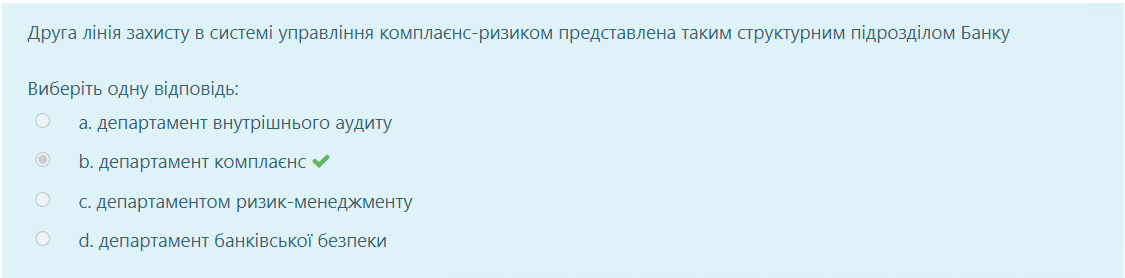 Друга лінія захисту в системі управління комплаєнс-ризиком представлена таким структурним підрозділом Банку
Виберіть одну відповідь:
a. департамент внутрішнього аудиту
b. департамент комплаєнс
c. департаментом ризик-менеджменту
d. департамент банківської безпеки